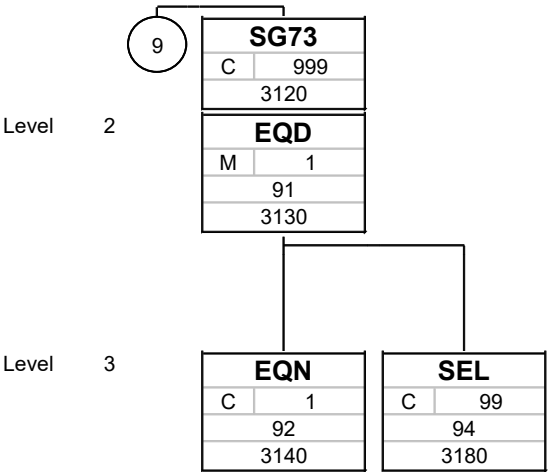 9
SG73
C 999
3120
Level 2
EQD
M 1
91
3130
Level 3
EQN
C 1
92
3140
SEL
C 99
94
3180